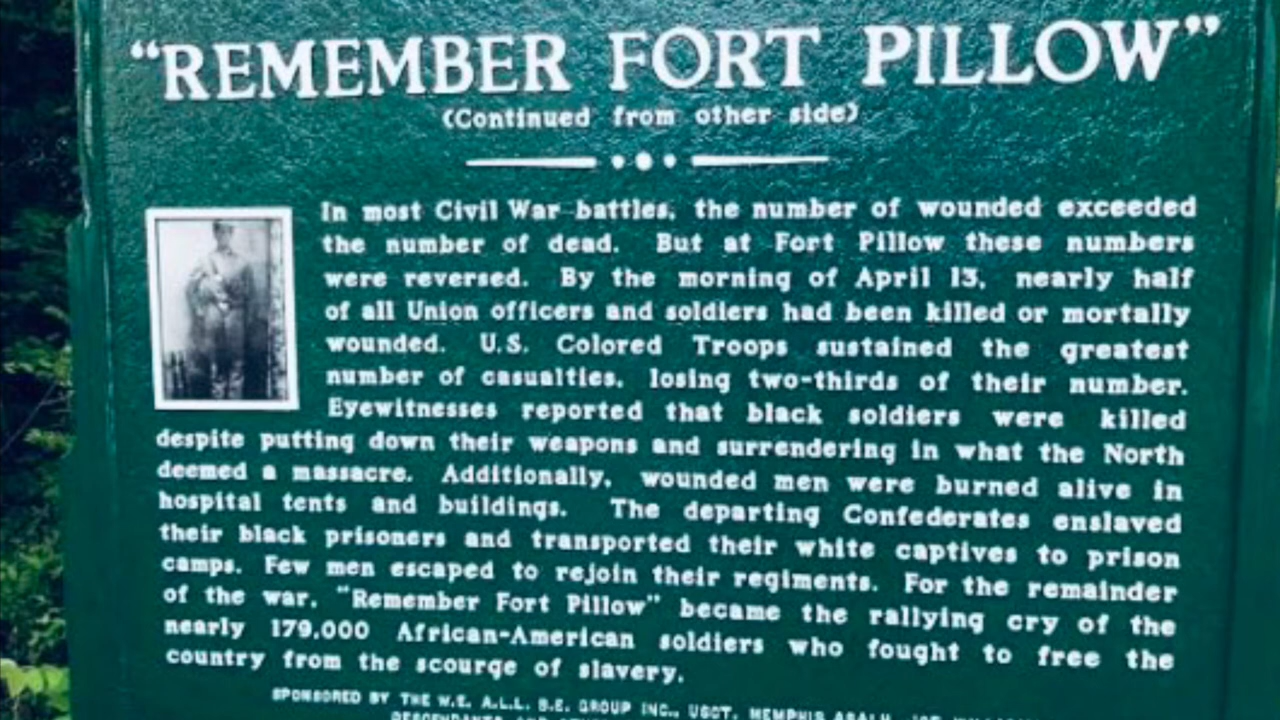 "REMEMBER FORT PILLOW"
(Continued from other side)
In most Civil War battles, the number of wounded exceeded
the number of dead. But at Fort Pillow these numbers
were reversed. By the morning of April 13, nearly half
of all Union officers and soldiers had been killed or mortally
wounded. U.S. Colored Troops sustained the greatest
number of casualties, losing two-thirds of their number.
Eyewitnesses reported that black soldiers were killed
despite putting down their weapons and surrendering in what the North
deemed a massacre. Additionally, wounded men were burned alive in
hospital tents and buildings. The departing Confederates enslaved
their black prisoners and transported their white captives to prison
camps. Few men escaped to rejoin their regiments. For the remainder
of the war, "Remember Fort Pillow" became the rallying cry of the
nearly 179,000 African-American soldiers who fought to free the
country from the scourge of slavery.
SPONSORED BY THE W.E. A.L.L. B.E. GROUP INC., USCT, MEMPHIS ASALH,
DESCENDANTS AND